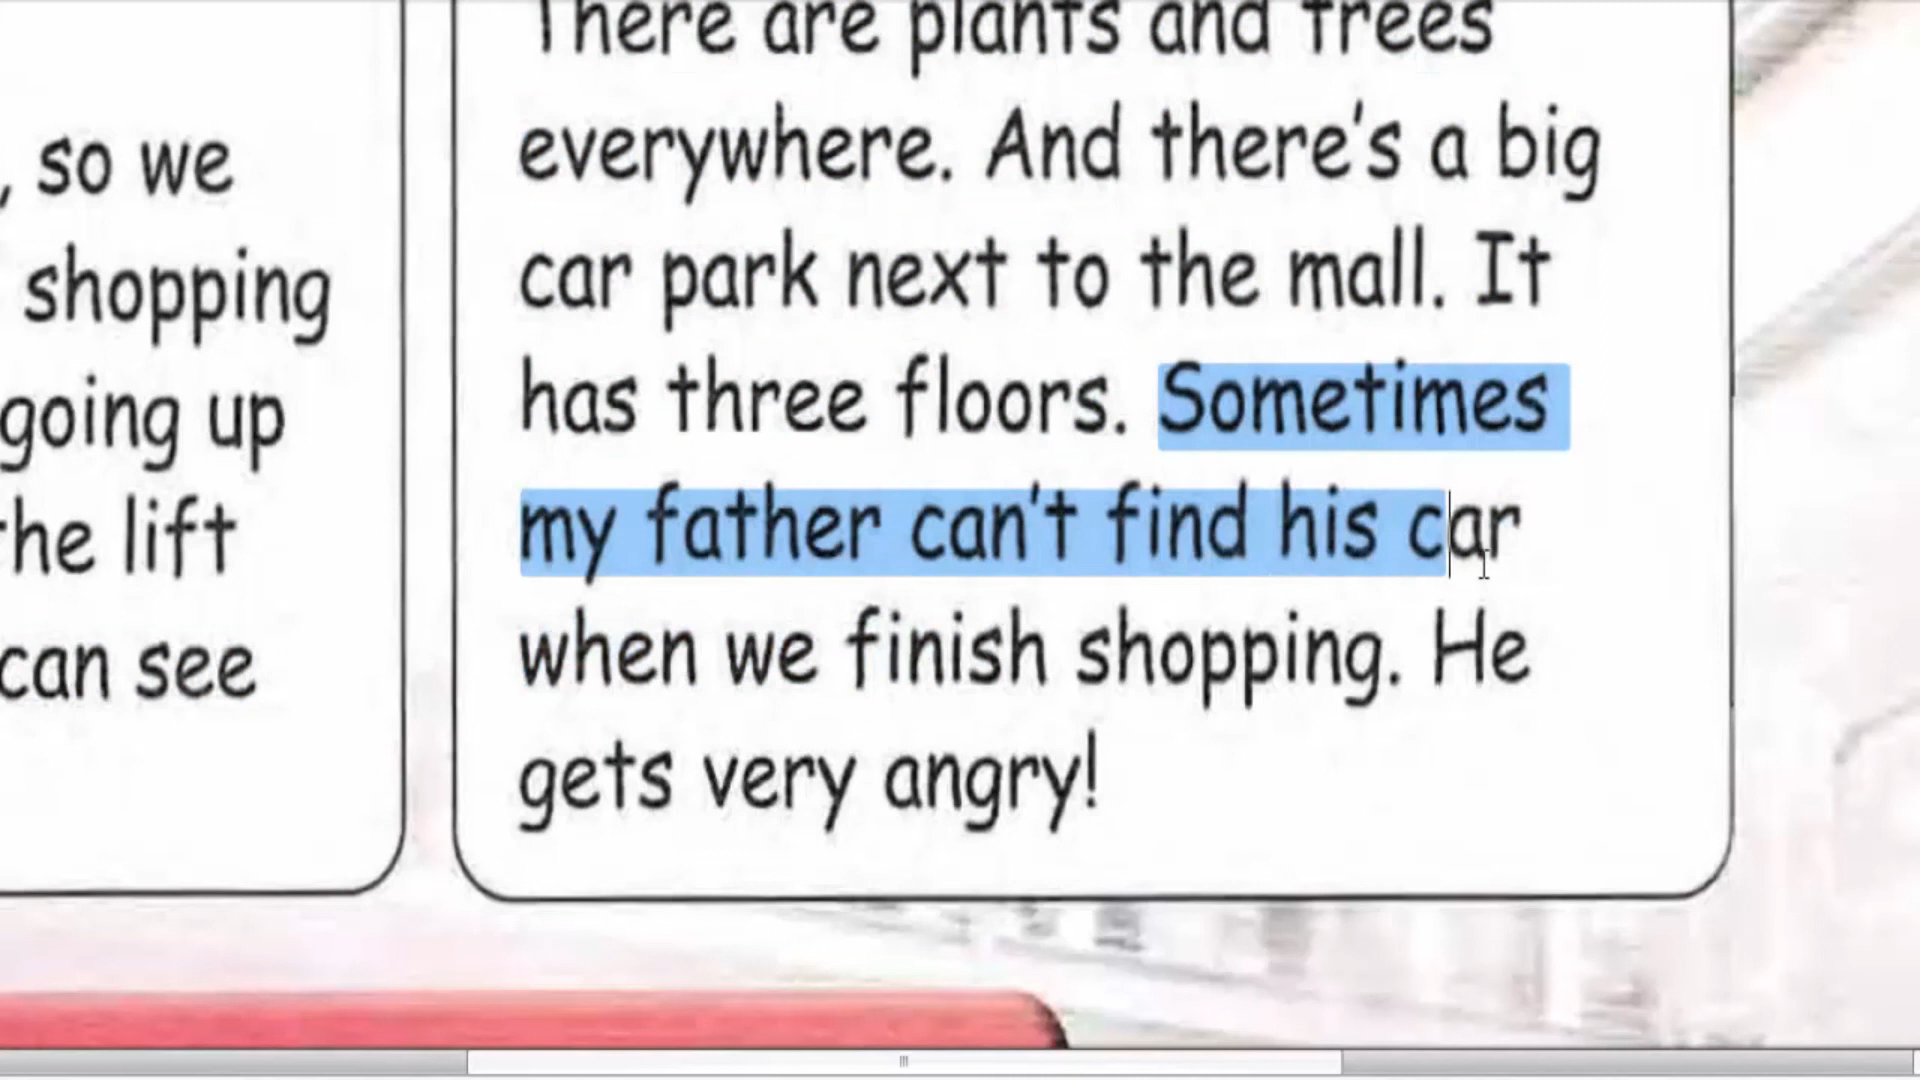 , so we
shopping
going up
the lift
can see
There are plants and trees
everywhere. And there's a big
car park next to the mall. It
has three floors. Sometimes
my father can't find his car
when we finish shopping. He
gets very angry!